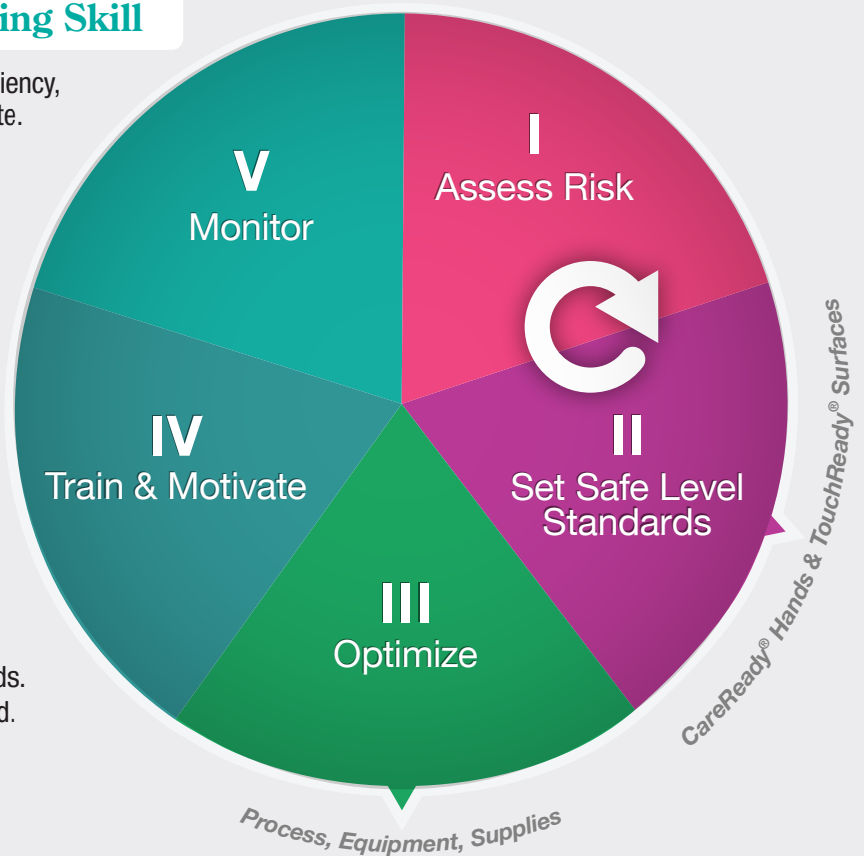 ing Skill
iency,
te.
I
Assess Risk
II
Set Safe Level
Standards
CareReady® Hands & TouchReady® Surfaces
III
Optimize
Process, Equipment, Supplies
IV
Train & Motivate
V
Monitor
ds.
d.